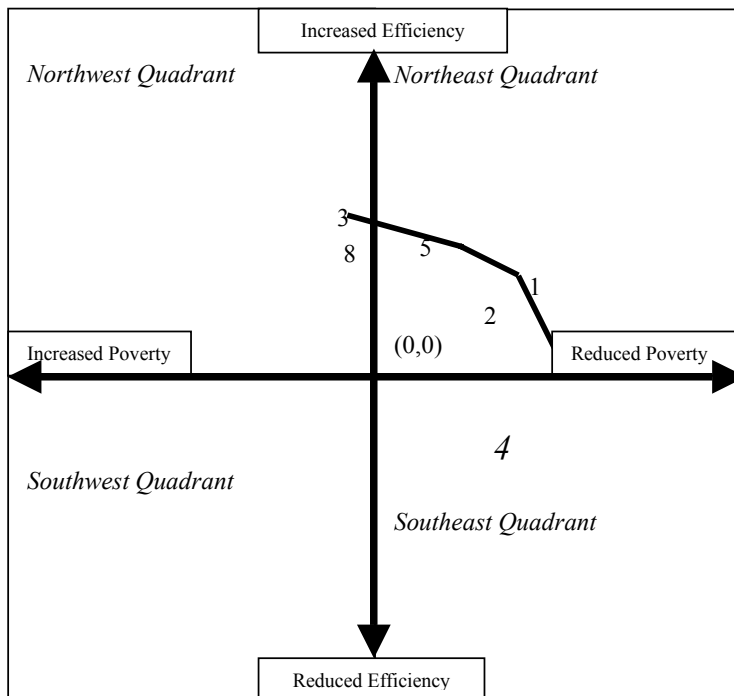 Increased Efficiency
Northwest Quadrant
Northeast Quadrant
3
8
5
1
2
(0,0)
Increased Poverty
Reduced Poverty
4
Southwest Quadrant
Southeast Quadrant
Reduced Efficiency